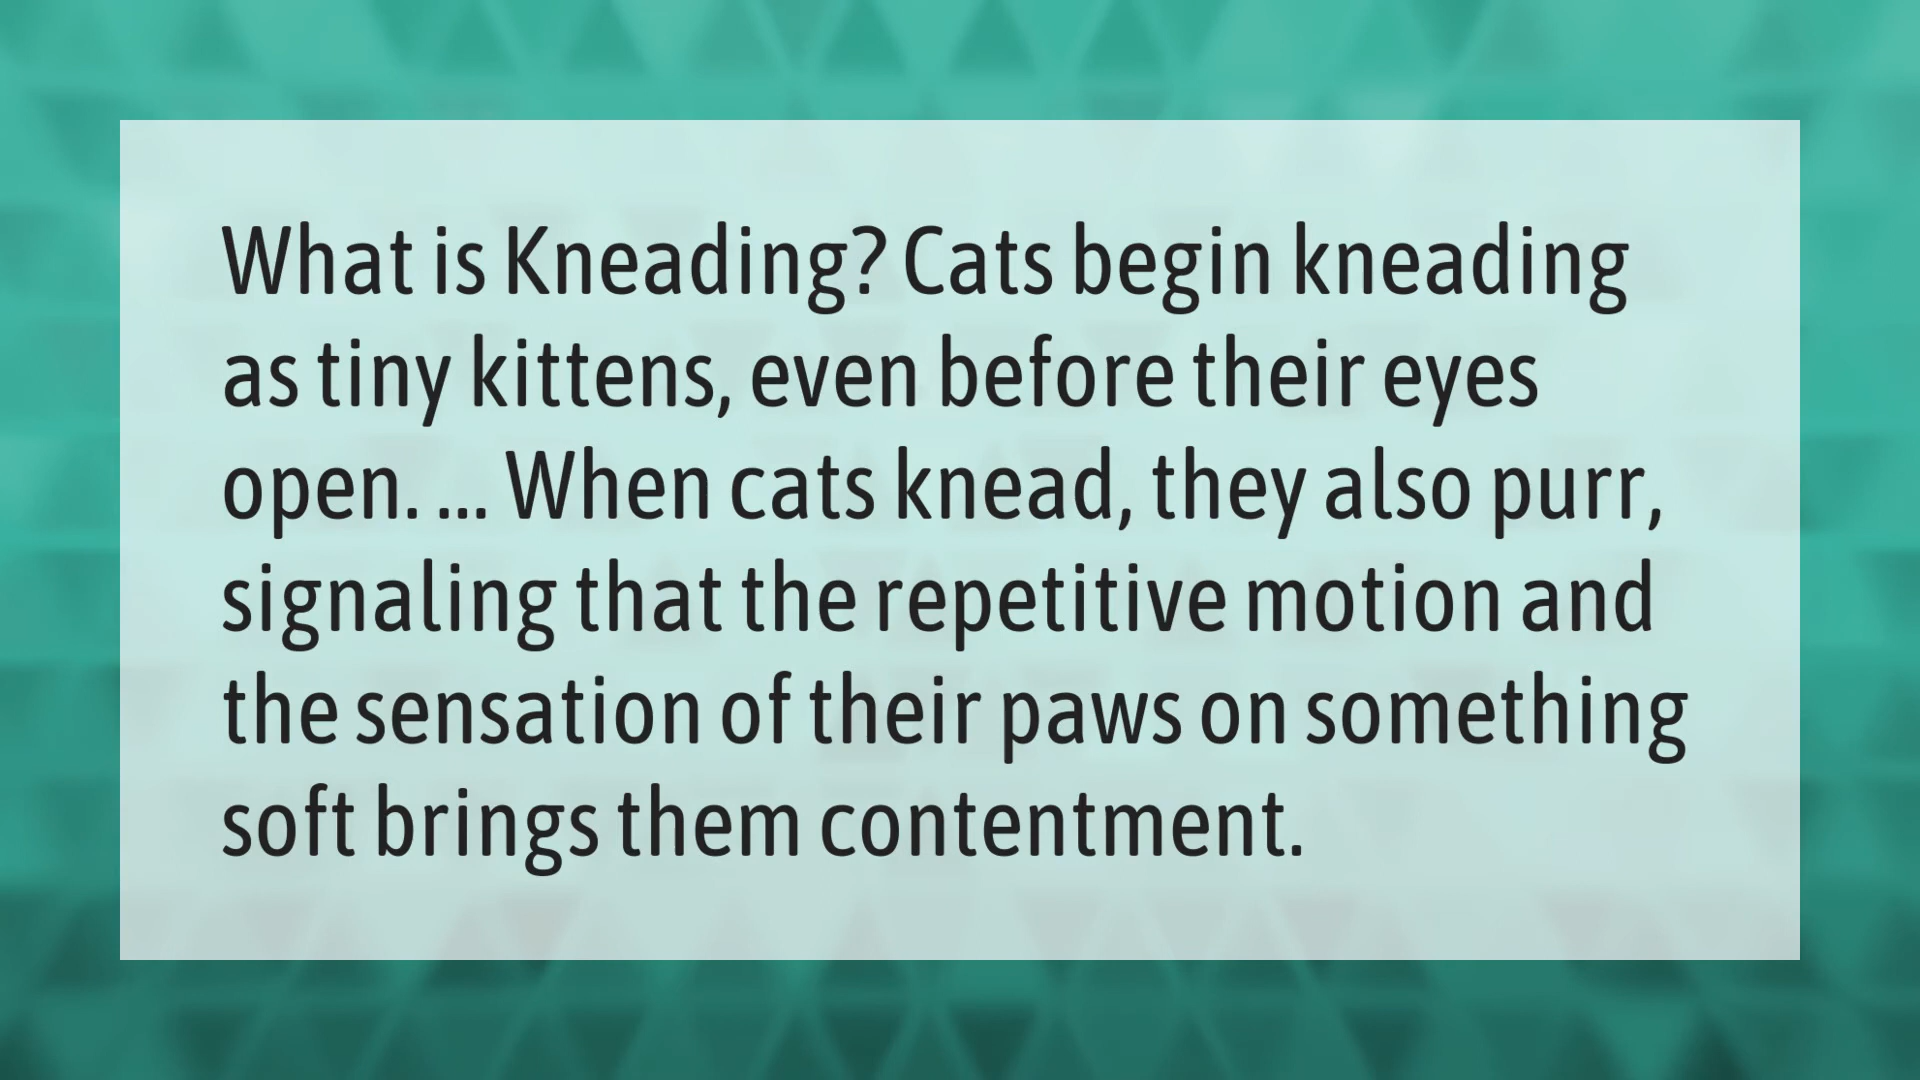 What is Kneading? Cats begin kneading
as tiny kittens, even before their eyes
open. ... When cats knead, they also purr,
signaling that the repetitive motion and
the sensation of their paws on something
soft brings them contentment.